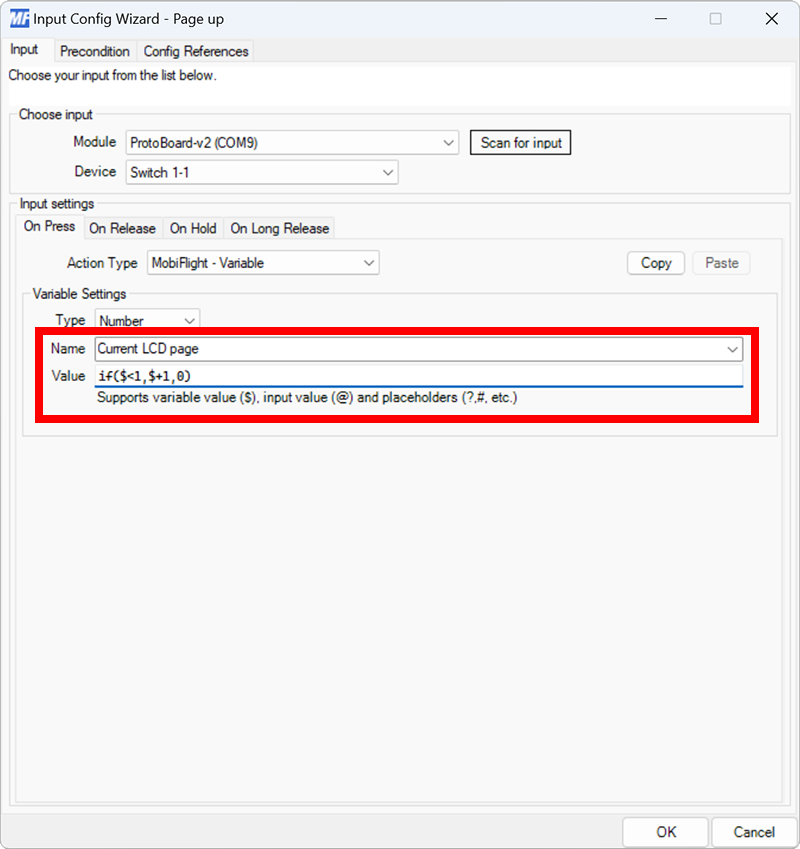 MF Input Config Wizard - Page up
Input Precondition Config References
Choose your input from the list below.
Choose input
Module ProtoBoard-v2 (COM9) Scan for input
Device Switch 1-1
Input settings
On Press On Release On Hold On Long Release
Action Type MobiFlight - Variable Copy Paste
Variable Settings
Type Number
Name Current LCD page
Value if($<1,$+1,0)
Supports variable value ($), input value (@) and placeholders (?,#, etc.)
OK Cancel